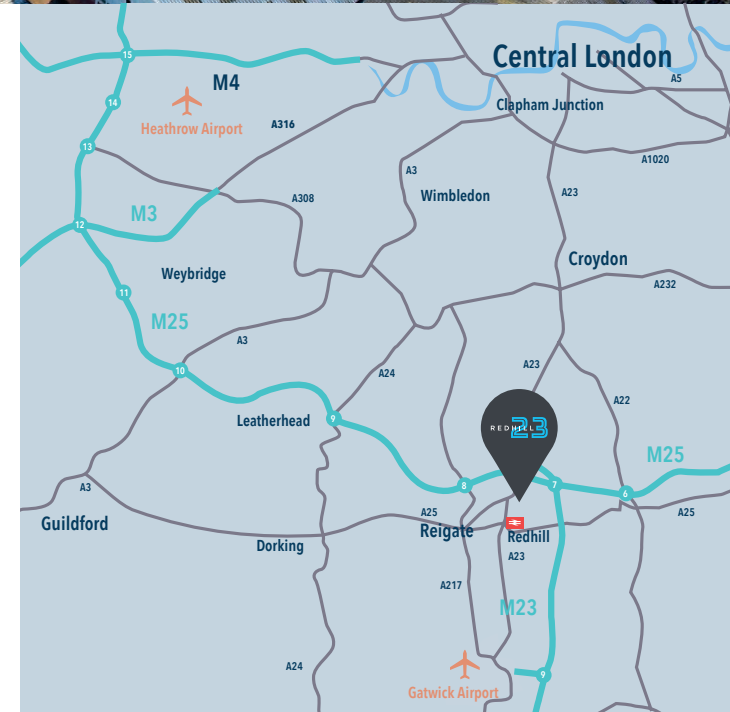 Central London
15
M4
A5
14
Heathrow Airport
Clapham Junction
A316
13
A1020
A3
A308
Wimbledon
A23
M3
12
Croydon
Weybridge
A232
11
M25
A3
10
A23
A24
A22
9
Leatherhead
REDHILL 23
M25
8
7
6
A3
A25
A25
Guildford
Reigate
Redhill
Dorking
A23
A217
M23
A24
9
Gatwick Airport